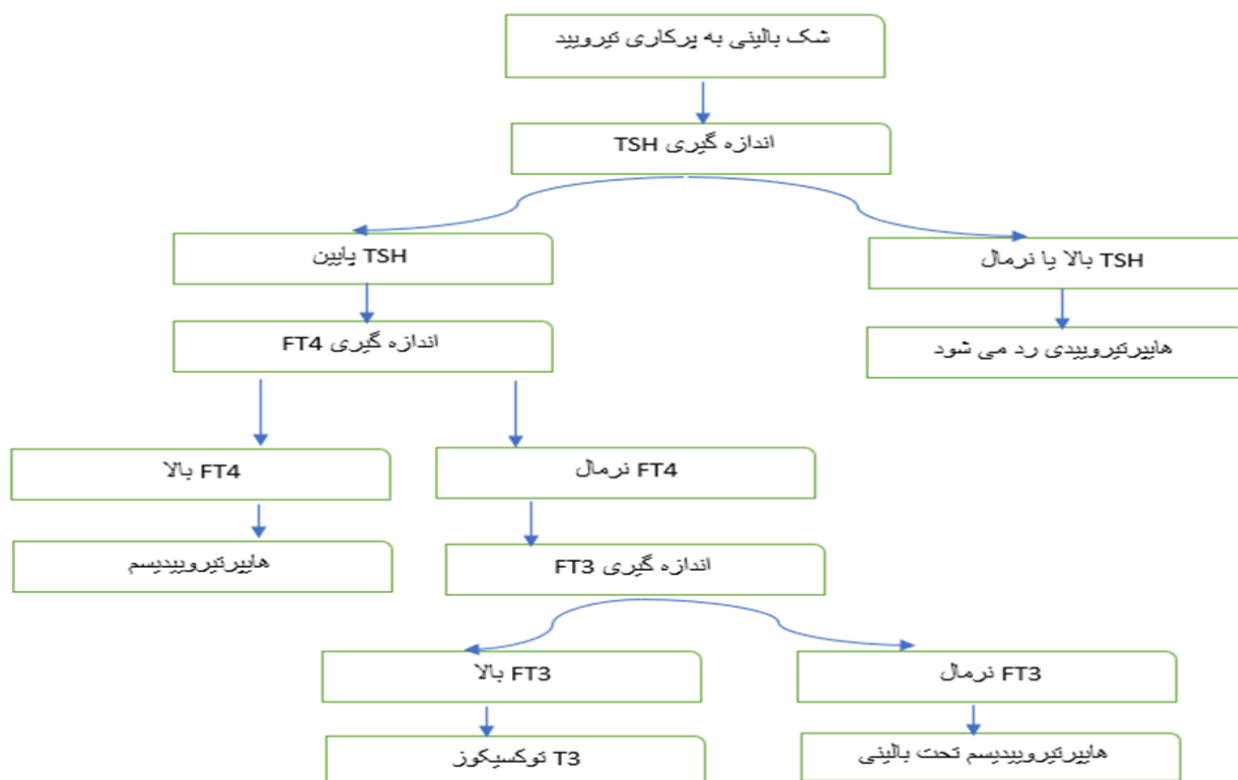 شک بالینی به پرکاری تیرویید
اندازه گیری TSH
TSH پایین
TSH بالا یا نرمال
اندازه گیری FT4
هایپرتیروییدی رد می شود
FT4 بالا
FT4 نرمال
هایپرتیروییدیسم
اندازه گیری FT3
FT3 بالا
FT3 نرمال
T3 توکسیکوز
هایپرتیروییدیسم تحت بالینی